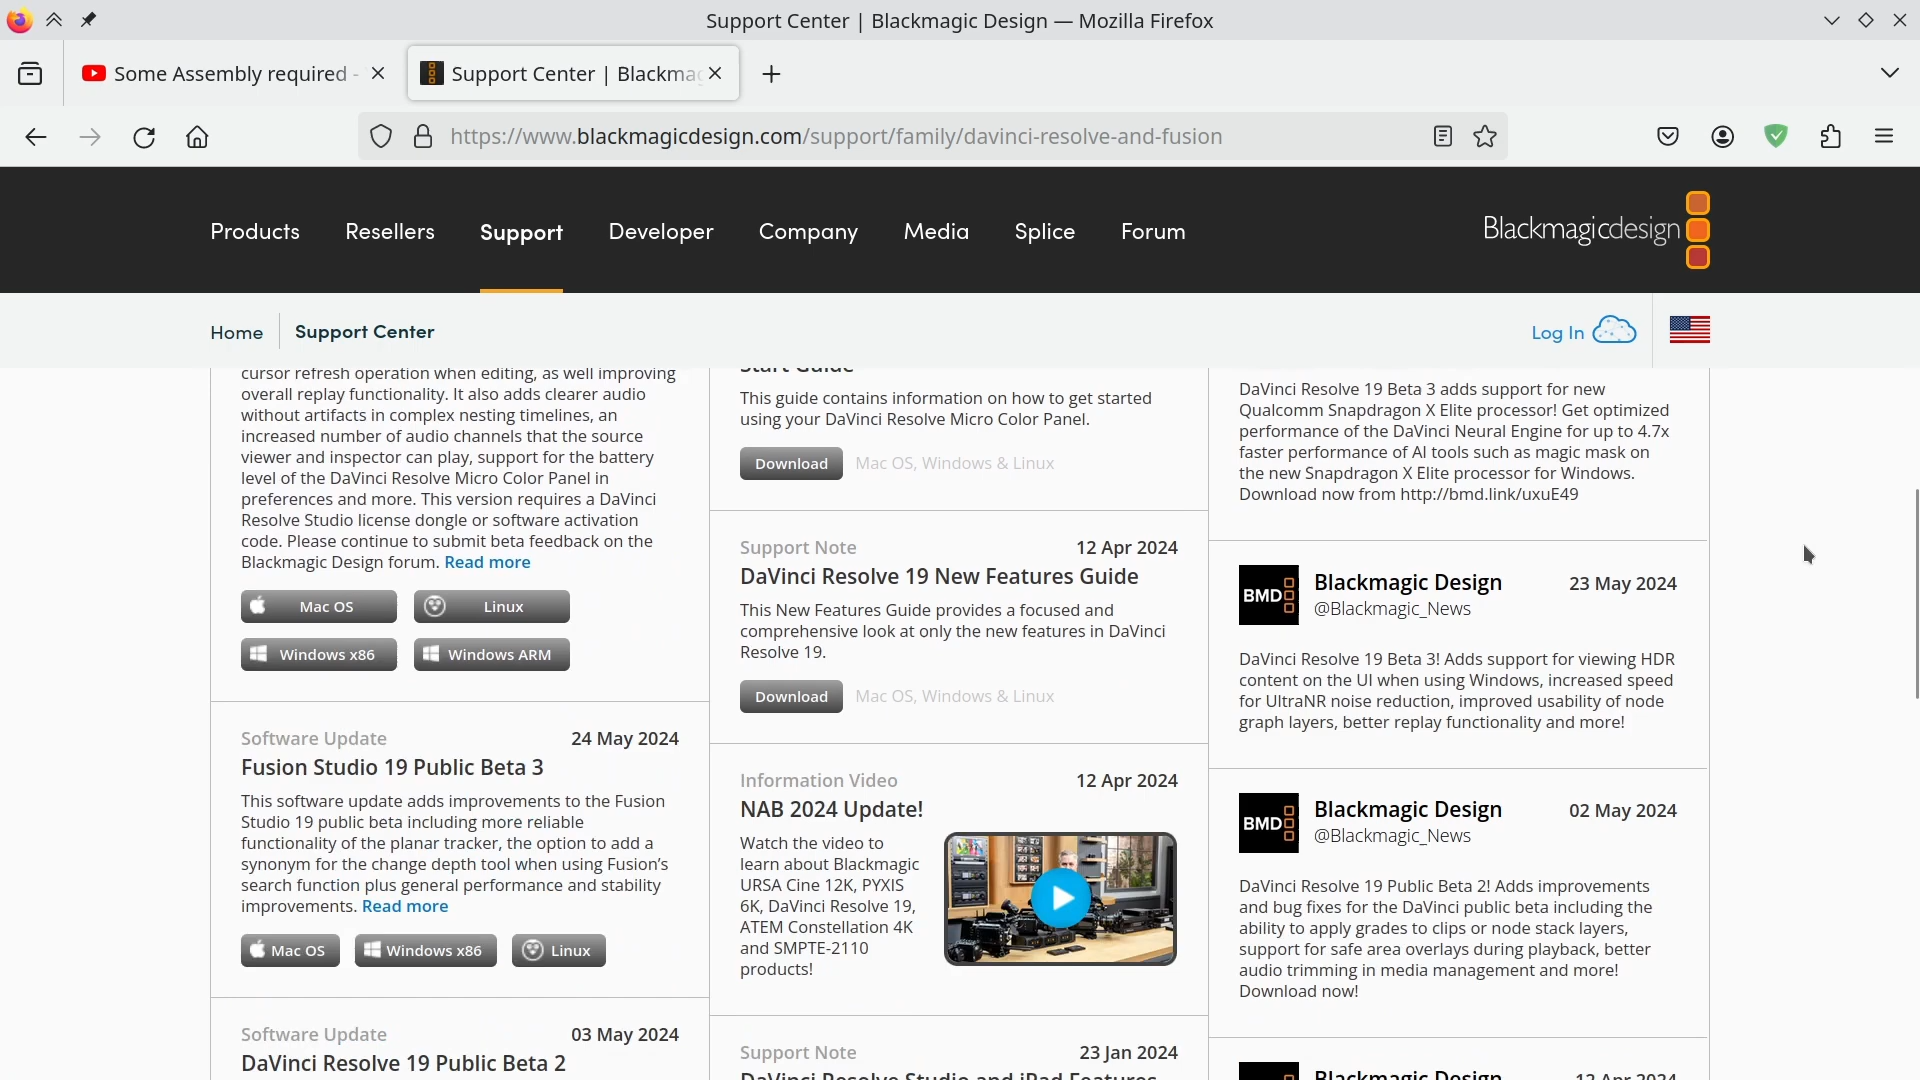 Support Center | Blackmagic Design — Mozilla Firefox
Some Assembly required -
Support Center | Blackmag
https://www.blackmagicdesign.com/support/family/davinci-resolve-and-fusion
Products Resellers Support Developer Company Media Splice Forum
Blackmagicdesign
Home Support Center
Log In
cursor refresh operation when editing, as well improving
overall replay functionality. It also adds clearer audio
without artifacts in complex nesting timelines, an
increased number of audio channels that the source
viewer and inspector can play, support for the battery
level of the DaVinci Resolve Micro Color Panel in
preferences and more. This version requires a DaVinci
Resolve Studio license dongle or software activation
code. Please continue to submit beta feedback on the
Blackmagic Design forum. Read more
Mac OS Linux
Windows x86 Windows ARM
Software Update 24 May 2024
Fusion Studio 19 Public Beta 3
This software update adds improvements to the Fusion
Studio 19 public beta including more reliable
functionality of the planar tracker, the option to add a
synonym for the change depth tool when using Fusion’s
search function plus general performance and stability
improvements. Read more
Mac OS Windows x86 Linux
Software Update 03 May 2024
DaVinci Resolve 19 Public Beta 2
Start Guide
This guide contains information on how to get started
using your DaVinci Resolve Micro Color Panel.
Download Mac OS, Windows & Linux
Support Note 12 Apr 2024
DaVinci Resolve 19 New Features Guide
This New Features Guide provides a focused and
comprehensive look at only the new features in DaVinci
Resolve 19.
Download Mac OS, Windows & Linux
Information Video 12 Apr 2024
NAB 2024 Update!
Watch the video to
learn about Blackmagic
URSA Cine 12K, PYXIS
6K, DaVinci Resolve 19,
ATEM Constellation 4K
and SMPTE-2110
products!
Support Note 23 Jan 2024
DaVinci Resolve Studio and iPad Features
DaVinci Resolve 19 Beta 3 adds support for new
Qualcomm Snapdragon X Elite processor! Get optimized
performance of the DaVinci Neural Engine for up to 4.7x
faster performance of AI tools such as magic mask on
the new Snapdragon X Elite processor for Windows.
Download now from http://bmd.link/uxuE49
BMD
Blackmagic Design 23 May 2024
@Blackmagic_News
DaVinci Resolve 19 Beta 3! Adds support for viewing HDR
content on the UI when using Windows, increased speed
for UltraNR noise reduction, improved usability of node
graph layers, better replay functionality and more!
BMD
Blackmagic Design 02 May 2024
@Blackmagic_News
DaVinci Resolve 19 Public Beta 2! Adds improvements
and bug fixes for the DaVinci public beta including the
ability to apply grades to clips or node stack layers,
support for safe area overlays during playback, better
audio trimming in media management and more!
Download now!
Blackmagic Design 12 Apr 2024